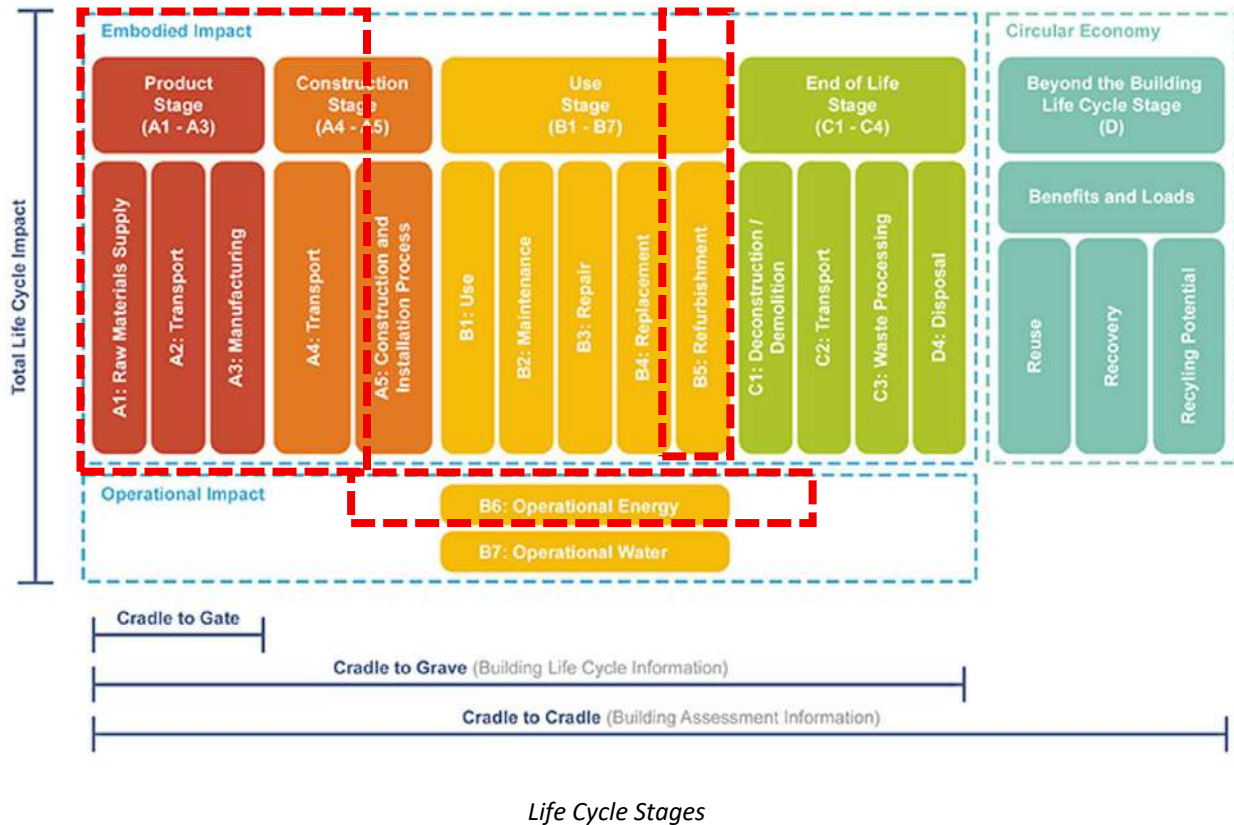 Total Life Cycle Impact
Embodied Impact
Circular Economy
Product
Stage
(A1 - A3)
Construction
Stage
(A4 - A5)
Use
Stage
(B1 - B7)
End of Life
Stage
(C1 - C4)
Beyond the Building
Life Cycle Stage
(D)
A1: Raw Materials Supply
A2: Transport
A3: Manufacturing
A4: Transport
A5: Construction and
Installation Process
B1: Use
B2: Maintenance
B3: Repair
B4: Replacement
B5: Refurbishment
C1: Deconstruction /
Demolition
C2: Transport
C3: Waste Processing
D4: Disposal
Benefits and Loads
Reuse
Recovery
Recyling Potential
Operational Impact
B6: Operational Energy
B7: Operational Water
Cradle to Gate
Cradle to Grave (Building Life Cycle Information)
Cradle to Cradle (Building Assessment Information)
Life Cycle Stages